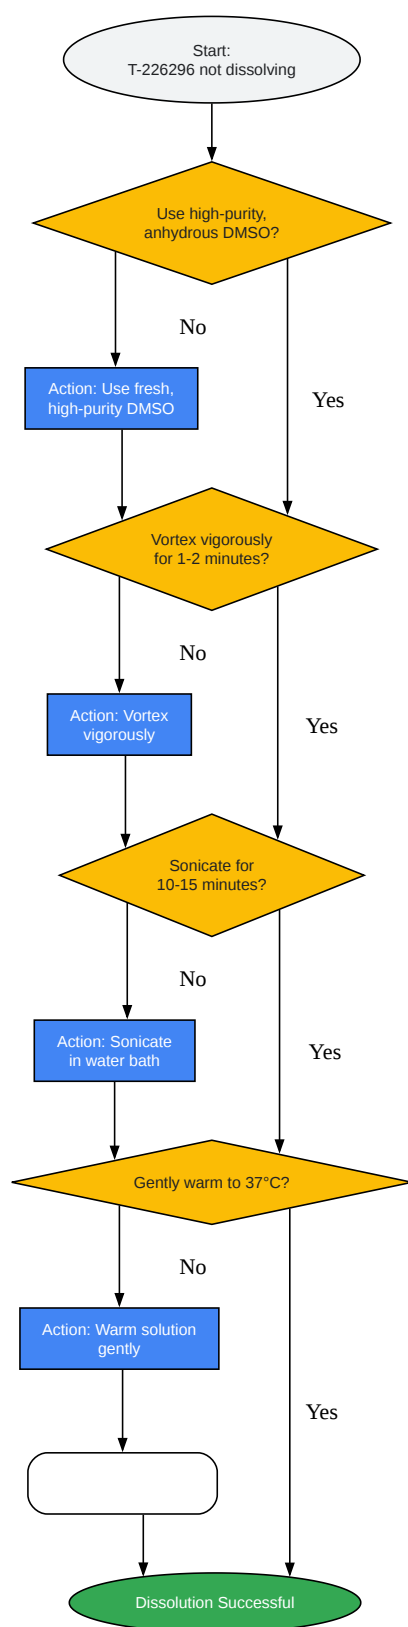 Start:
T-226296 not dissolving
Use high-purity,
anhydrous DMSO?
No
Action: Use fresh,
high-purity DMSO
Yes
Vortex vigorously
for 1-2 minutes?
No
Action: Vortex
vigorously
Yes
Sonicate for
10-15 minutes?
No
Action: Sonicate
in water bath
Yes
Gently warm to 37°C?
No
Action: Warm solution
gently
Yes
Dissolution Successful